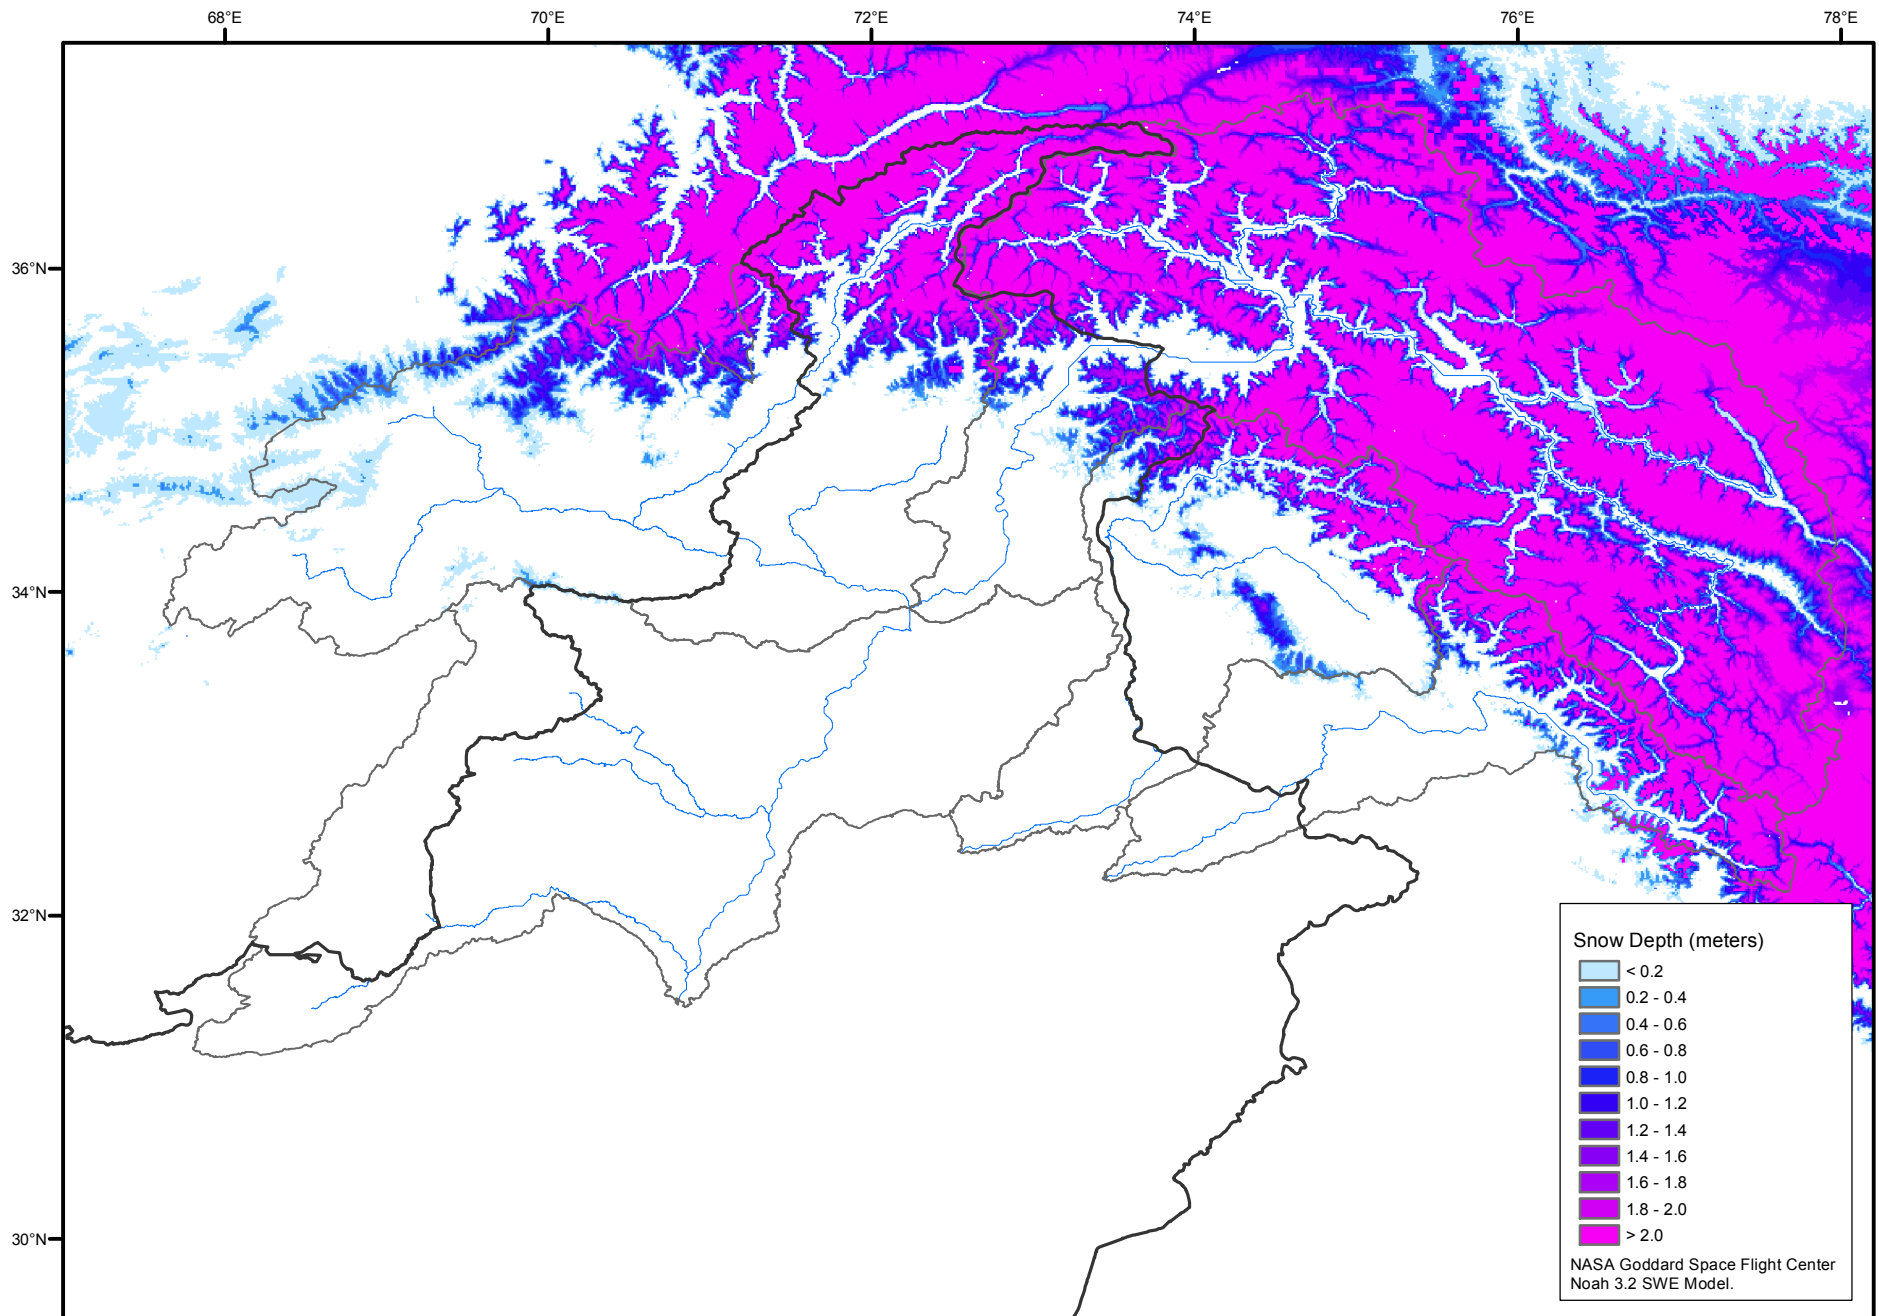 68°E 70°E 72°E 74°E 76°E 78°E
36°N
34°N
32°N
30°N
Snow Depth (meters)
< 0.2
0.2 - 0.4
0.4 - 0.6
0.6 - 0.8
0.8 - 1.0
1.0 - 1.2
1.2 - 1.4
1.4 - 1.6
1.6 - 1.8
1.8 - 2.0
> 2.0
NASA Goddard Space Flight Center
Noah 3.2 SWE Model.